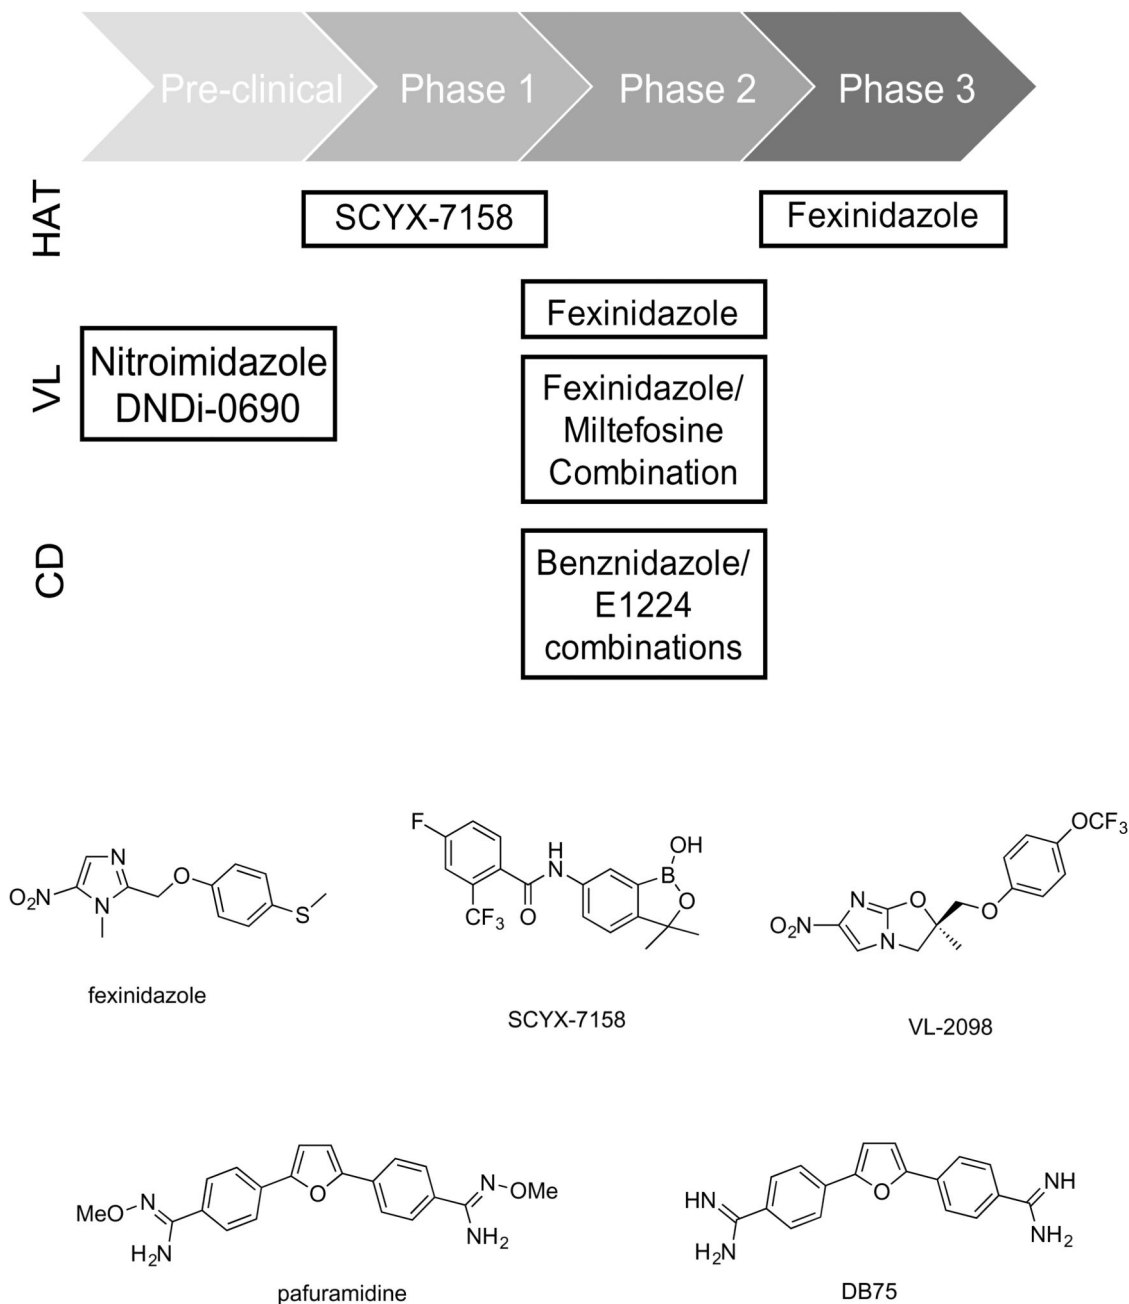 Pre-clinical Phase 1 Phase 2 Phase 3
HAT
SCYX-7158
Fexinidazole
VL
Nitroimidazole
DNDi-0690
Fexinidazole
Fexinidazole/
Miltefosine
Combination
CD
Benznidazole/
E1224
combinations
O₂N
N
N
O
S
fexinidazole
F
CF₃
O
H
N
OH
B
O
SCYX-7158
O₂N
N
N
O
O
OCF₃
VL-2098
MeO
N
H₂N
O
N
OMe
NH₂
pafuramidine
HN
H₂N
O
NH
NH₂
DB75